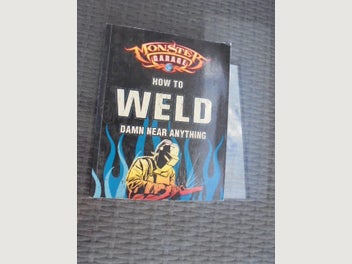 MONSTER
GARAGE
HOW TO
WELD
DAMN NEAR ANYTHING